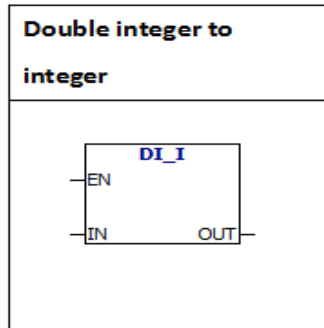 Double integer to
integer
DI_I
EN
IN OUT